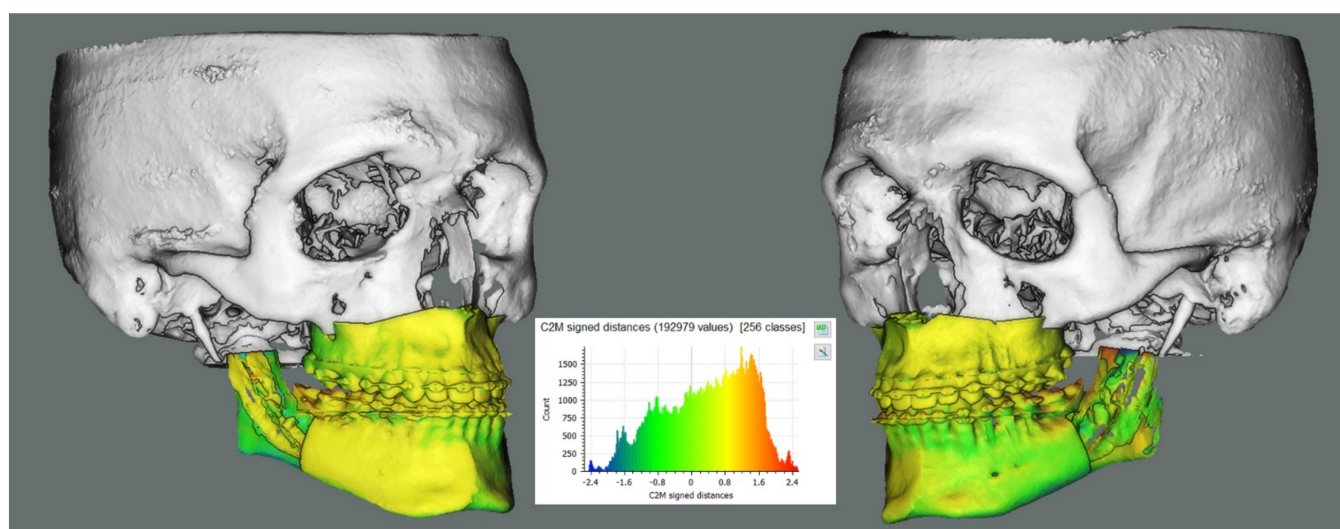 C2M signed distances (192979 values) [256 classes]
Count
1500
1250
1000
750
500
250
0
-2.4 -1.6 -0.8 0 0.8 1.6 2.4
C2M signed distances